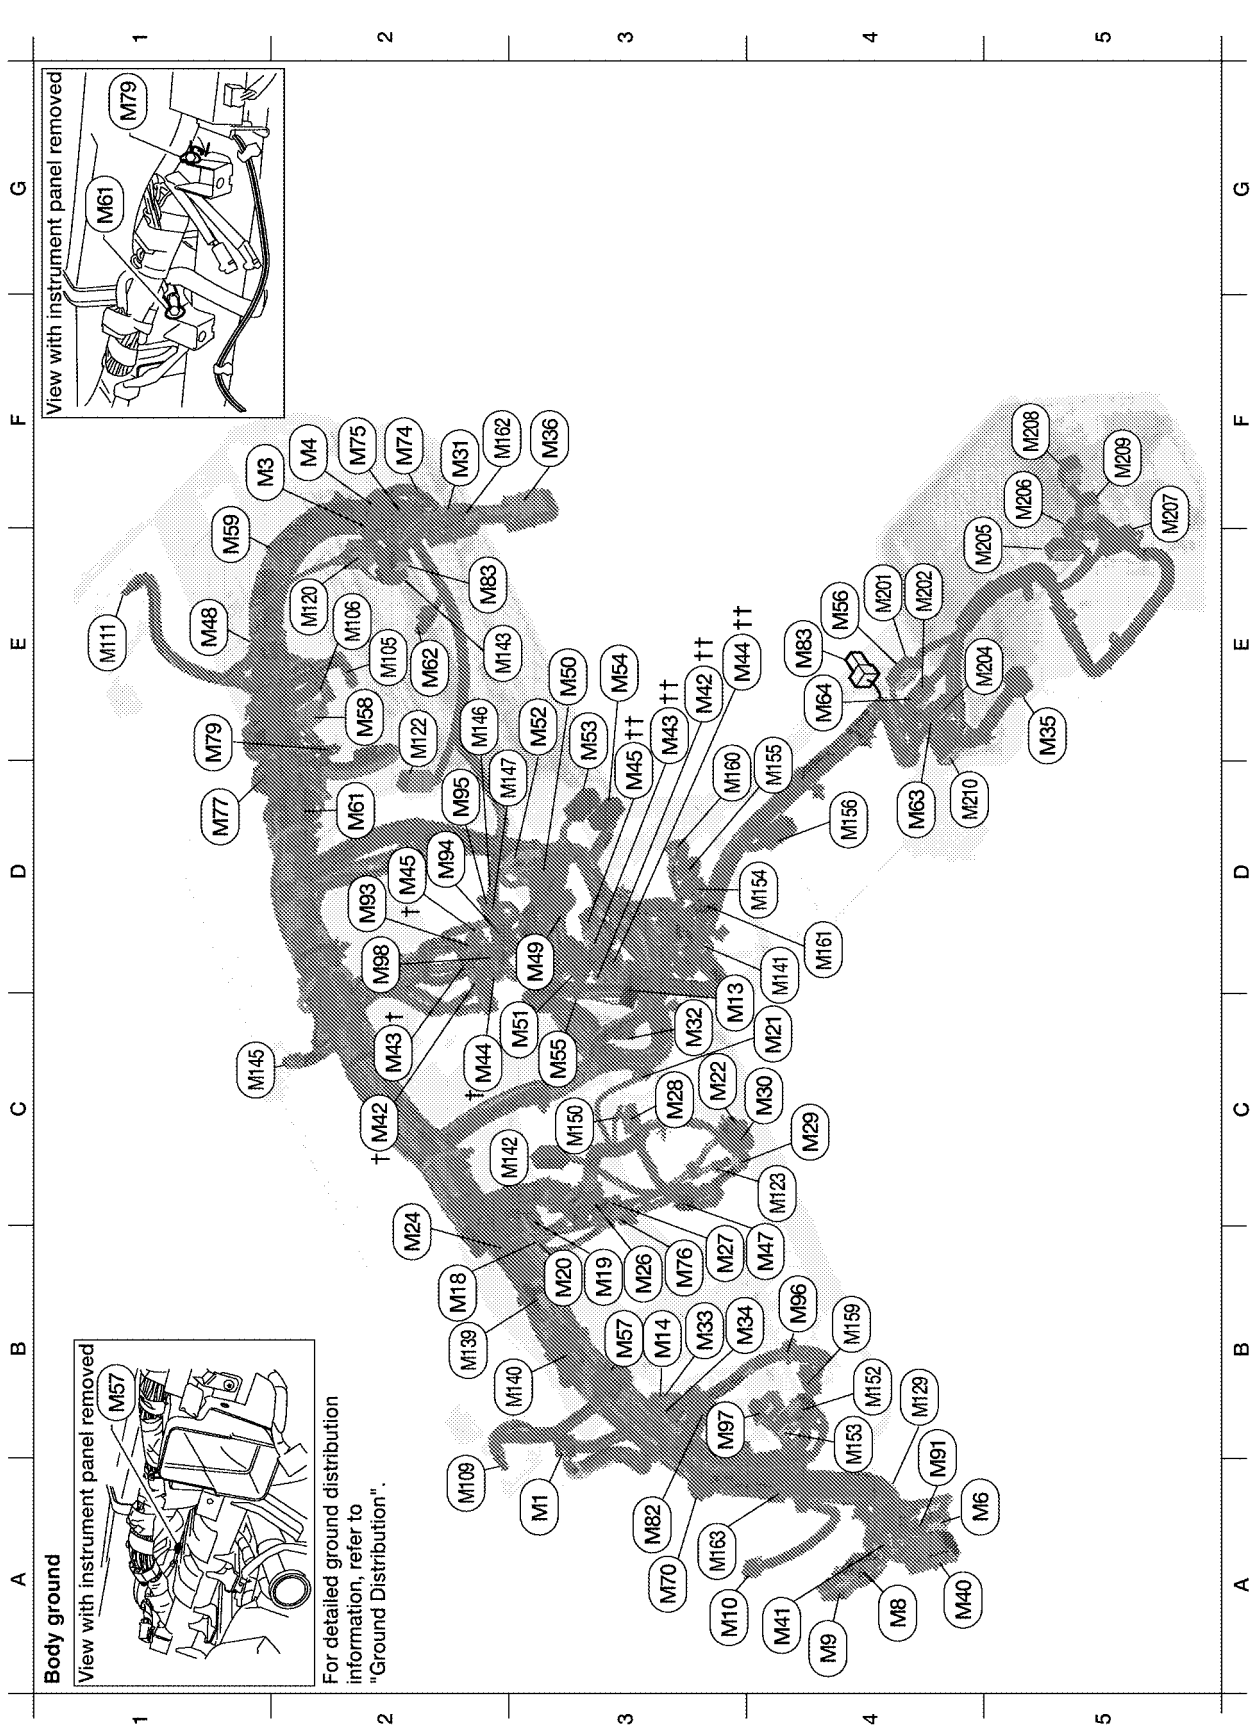 1
2
3
4
5
G
F
E
D
C
B
A
View with instrument panel removed
M61
M79
Body ground
View with instrument panel removed
M57
For detailed ground distribution
information, refer to
"Ground Distribution".
M111
M48
M59
M3
M4
M75
M74
M31
M162
M36
M120
M106
M105
M62
M83
M143
M79
M77
M58
M122
M61
M146
M147
M52
M50
M53
M54
M45 ††
M43 ††
M42 ††
M44 ††
M95
M94
M45
†
M93
M98
M49
M160
M155
M156
M154
M161
M141
M13
M32
M21
M51
M55
M44
†
M43 †
† M42
M145
M150
M28
M22
M30
M29
M123
M142
M24
M18
M20
M19
M26
M76
M27
M47
M139
M140
M57
M14
M33
M34
M96
M159
M152
M97
M153
M129
M91
M6
M109
M1
M82
M70
M163
M10
M41
M9
M8
M40
M83
M64
M56
M201
M202
M204
M63
M210
M35
M205
M206
M208
M209
M207
1
2
3
4
5
G
F
E
D
C
B
A